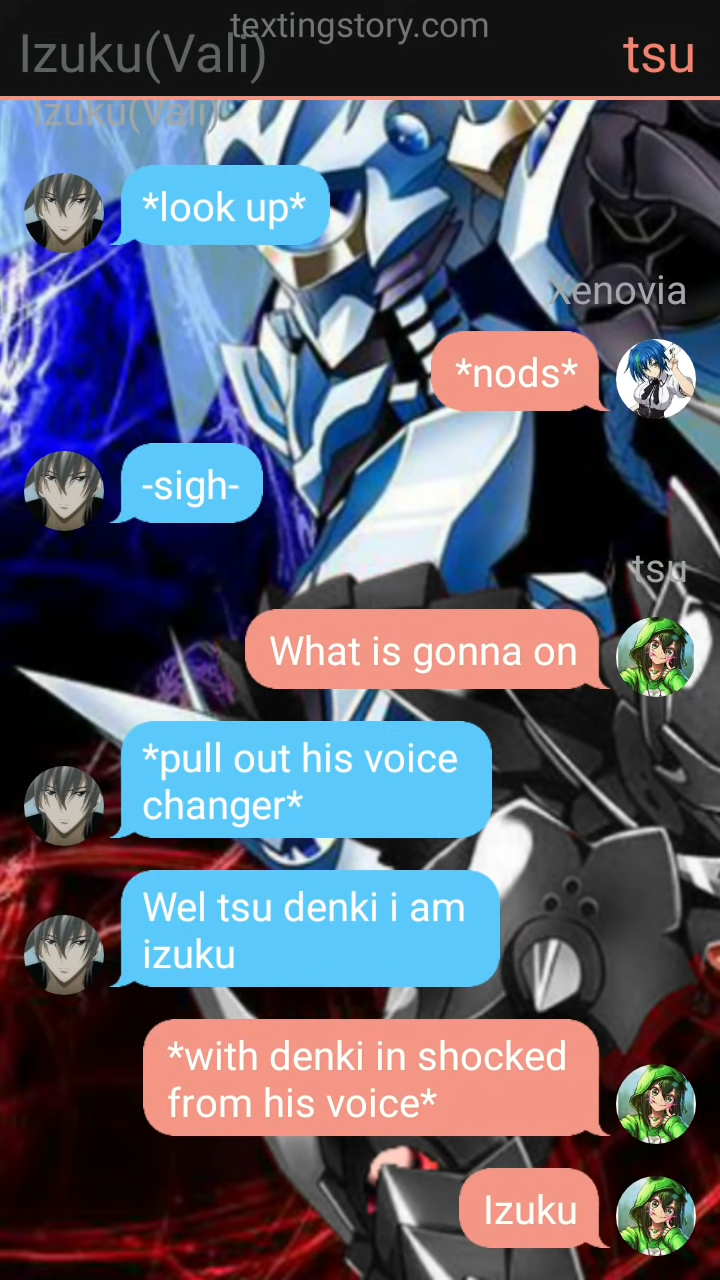 textingstory.com
Izuku(Vali)
tsu
Izuku(Vali)
*look up*
Xenovia
*nods*
-sigh-
tsu
What is gonna on
*pull out his voice
changer*
Wel tsu denki i am
izuku
*with denki in shocked
from his voice*
Izuku